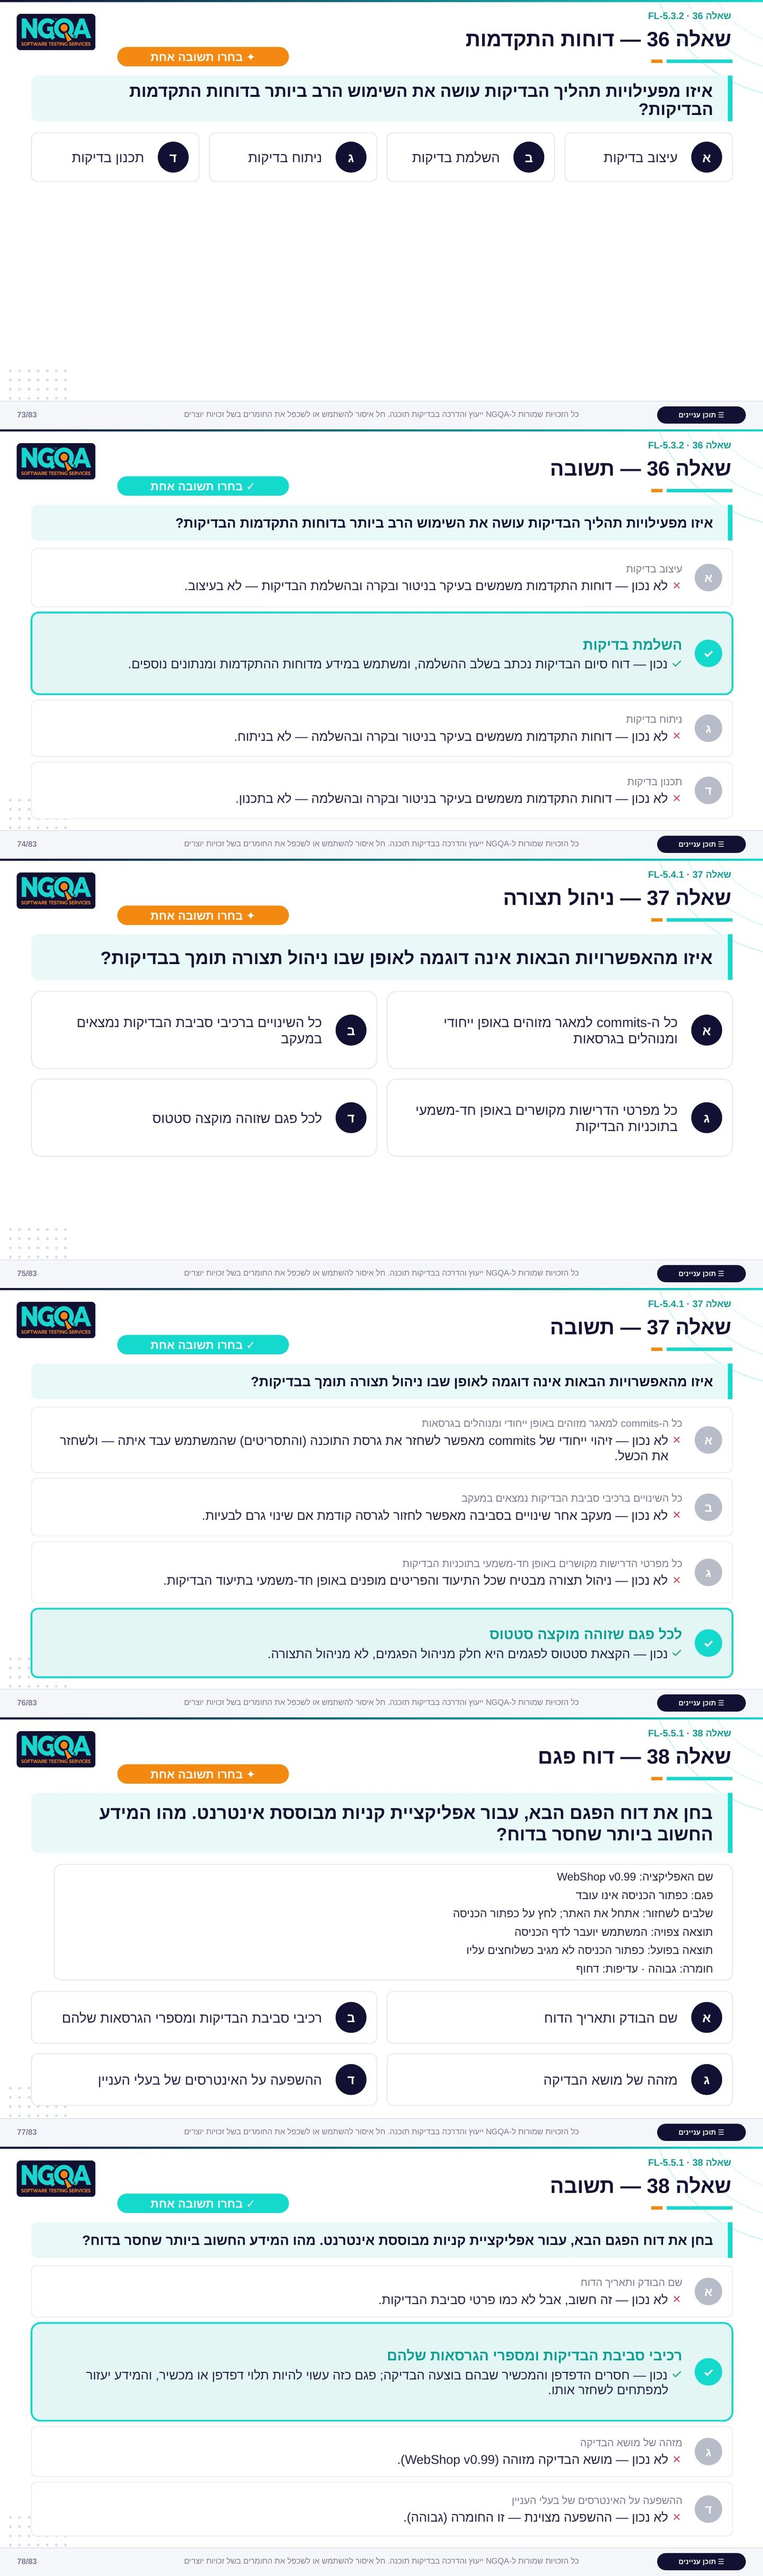 FL-5.3.2 · שאלה 36
שאלה 36 — דוחות התקדמות
NGQA
SOFTWARE TESTING SERVICES
✦ בחרו תשובה אחת
איזו מפעילויות תהליך הבדיקות עושה את השימוש הרב ביותר בדוחות התקדמות
הבדיקות?
א עיצוב בדיקות
ב השלמת בדיקות
ג ניתוח בדיקות
ד תכנון בדיקות
☰ תוכן עניינים
כל הזכויות שמורות ל-NGQA ייעוץ והדרכה בבדיקות תוכנה. חל איסור להשתמש או לשכפל את החומרים בשל זכויות יוצרים
73/83
FL-5.3.2 · שאלה 36
שאלה 36 — תשובה
NGQA
SOFTWARE TESTING SERVICES
✓ בחרו תשובה אחת
איזו מפעילויות תהליך הבדיקות עושה את השימוש הרב ביותר בדוחות התקדמות הבדיקות?
א
עיצוב בדיקות
✕ לא נכון — דוחות התקדמות משמשים בעיקר בניטור ובקרה ובהשלמת הבדיקות — לא בעיצוב.
✓
השלמת בדיקות
✓ נכון — דוח סיום הבדיקות נכתב בשלב ההשלמה, ומשתמש במידע מדוחות ההתקדמות ומנתונים נוספים.
ג
ניתוח בדיקות
✕ לא נכון — דוחות התקדמות משמשים בעיקר בניטור ובקרה ובהשלמה — לא בניתוח.
ד
תכנון בדיקות
✕ לא נכון — דוחות התקדמות משמשים בעיקר בניטור ובקרה ובהשלמה — לא בתכנון.
☰ תוכן עניינים
כל הזכויות שמורות ל-NGQA ייעוץ והדרכה בבדיקות תוכנה. חל איסור להשתמש או לשכפל את החומרים בשל זכויות יוצרים
74/83
FL-5.4.1 · שאלה 37
שאלה 37 — ניהול תצורה
NGQA
SOFTWARE TESTING SERVICES
✦ בחרו תשובה אחת
איזו מהאפשרויות הבאות אינה דוגמה לאופן שבו ניהול תצורה תומך בבדיקות?
א כל ה-commits למאגר מזוהים באופן ייחודי
ומנוהלים בגרסאות
ב כל השינויים ברכיבי סביבת הבדיקות נמצאים
במעקב
ג כל מפרטי הדרישות מקושרים באופן חד-משמעי
בתוכניות הבדיקות
ד לכל פגם שזוהה מוקצה סטטוס
☰ תוכן עניינים
כל הזכויות שמורות ל-NGQA ייעוץ והדרכה בבדיקות תוכנה. חל איסור להשתמש או לשכפל את החומרים בשל זכויות יוצרים
75/83
FL-5.4.1 · שאלה 37
שאלה 37 — תשובה
NGQA
SOFTWARE TESTING SERVICES
✓ בחרו תשובה אחת
איזו מהאפשרויות הבאות אינה דוגמה לאופן שבו ניהול תצורה תומך בבדיקות?
א
כל ה-commits למאגר מזוהים באופן ייחודי ומנוהלים בגרסאות
✕ לא נכון — זיהוי ייחודי של commits מאפשר לשחזר את גרסת התוכנה (והתסריטים) שהמשתמש עבד איתה — ולשחזר
את הכשל.
ב
כל השינויים ברכיבי סביבת הבדיקות נמצאים במעקב
✕ לא נכון — מעקב אחר שינויים בסביבה מאפשר לחזור לגרסה קודמת אם שינוי גרם לבעיות.
ג
כל מפרטי הדרישות מקושרים באופן חד-משמעי בתוכניות הבדיקות
✕ לא נכון — ניהול תצורה מבטיח שכל התיעוד והפריטים מופנים באופן חד-משמעי בתיעוד הבדיקות.
✓
לכל פגם שזוהה מוקצה סטטוס
✓ נכון — הקצאת סטטוס לפגמים היא חלק מניהול הפגמים, לא מניהול התצורה.
☰ תוכן עניינים
כל הזכויות שמורות ל-NGQA ייעוץ והדרכה בבדיקות תוכנה. חל איסור להשתמש או לשכפל את החומרים בשל זכויות יוצרים
76/83
FL-5.5.1 · שאלה 38
שאלה 38 — דוח פגם
NGQA
SOFTWARE TESTING SERVICES
✦ בחרו תשובה אחת
בחן את דוח הפגם הבא, עבור אפליקציית קניות מבוססת אינטרנט. מהו המידע
החשוב ביותר שחסר בדוח?
שם האפליקציה: WebShop v0.99
פגם: כפתור הכניסה אינו עובד
שלבים לשחזור: אתחל את האתר; לחץ על כפתור הכניסה
תוצאה צפויה: המשתמש יועבר לדף הכניסה
תוצאה בפועל: כפתור הכניסה לא מגיב כשלוחצים עליו
חומרה: גבוהה · עדיפות: דחוף
א שם הבודק ותאריך הדוח
ב רכיבי סביבת הבדיקות ומספרי הגרסאות שלהם
ג מזהה של מושא הבדיקה
ד ההשפעה על האינטרסים של בעלי העניין
☰ תוכן עניינים
כל הזכויות שמורות ל-NGQA ייעוץ והדרכה בבדיקות תוכנה. חל איסור להשתמש או לשכפל את החומרים בשל זכויות יוצרים
77/83
FL-5.5.1 · שאלה 38
שאלה 38 — תשובה
NGQA
SOFTWARE TESTING SERVICES
✓ בחרו תשובה אחת
בחן את דוח הפגם הבא, עבור אפליקציית קניות מבוססת אינטרנט. מהו המידע החשוב ביותר שחסר בדוח?
א
שם הבודק ותאריך הדוח
✕ לא נכון — זה חשוב, אבל לא כמו פרטי סביבת הבדיקות.
✓
רכיבי סביבת הבדיקות ומספרי הגרסאות שלהם
✓ נכון — חסרים הדפדפן והמכשיר שבהם בוצעה הבדיקה; פגם כזה עשוי להיות תלוי דפדפן או מכשיר, והמידע יעזור
למפתחים לשחזר אותו.
ג
מזהה של מושא הבדיקה
✕ לא נכון — מושא הבדיקה מזוהה (WebShop v0.99).
ד
ההשפעה על האינטרסים של בעלי העניין
✕ לא נכון — ההשפעה מצוינת — זו החומרה (גבוהה).
☰ תוכן עניינים
כל הזכויות שמורות ל-NGQA ייעוץ והדרכה בבדיקות תוכנה. חל איסור להשתמש או לשכפל את החומרים בשל זכויות יוצרים
78/83